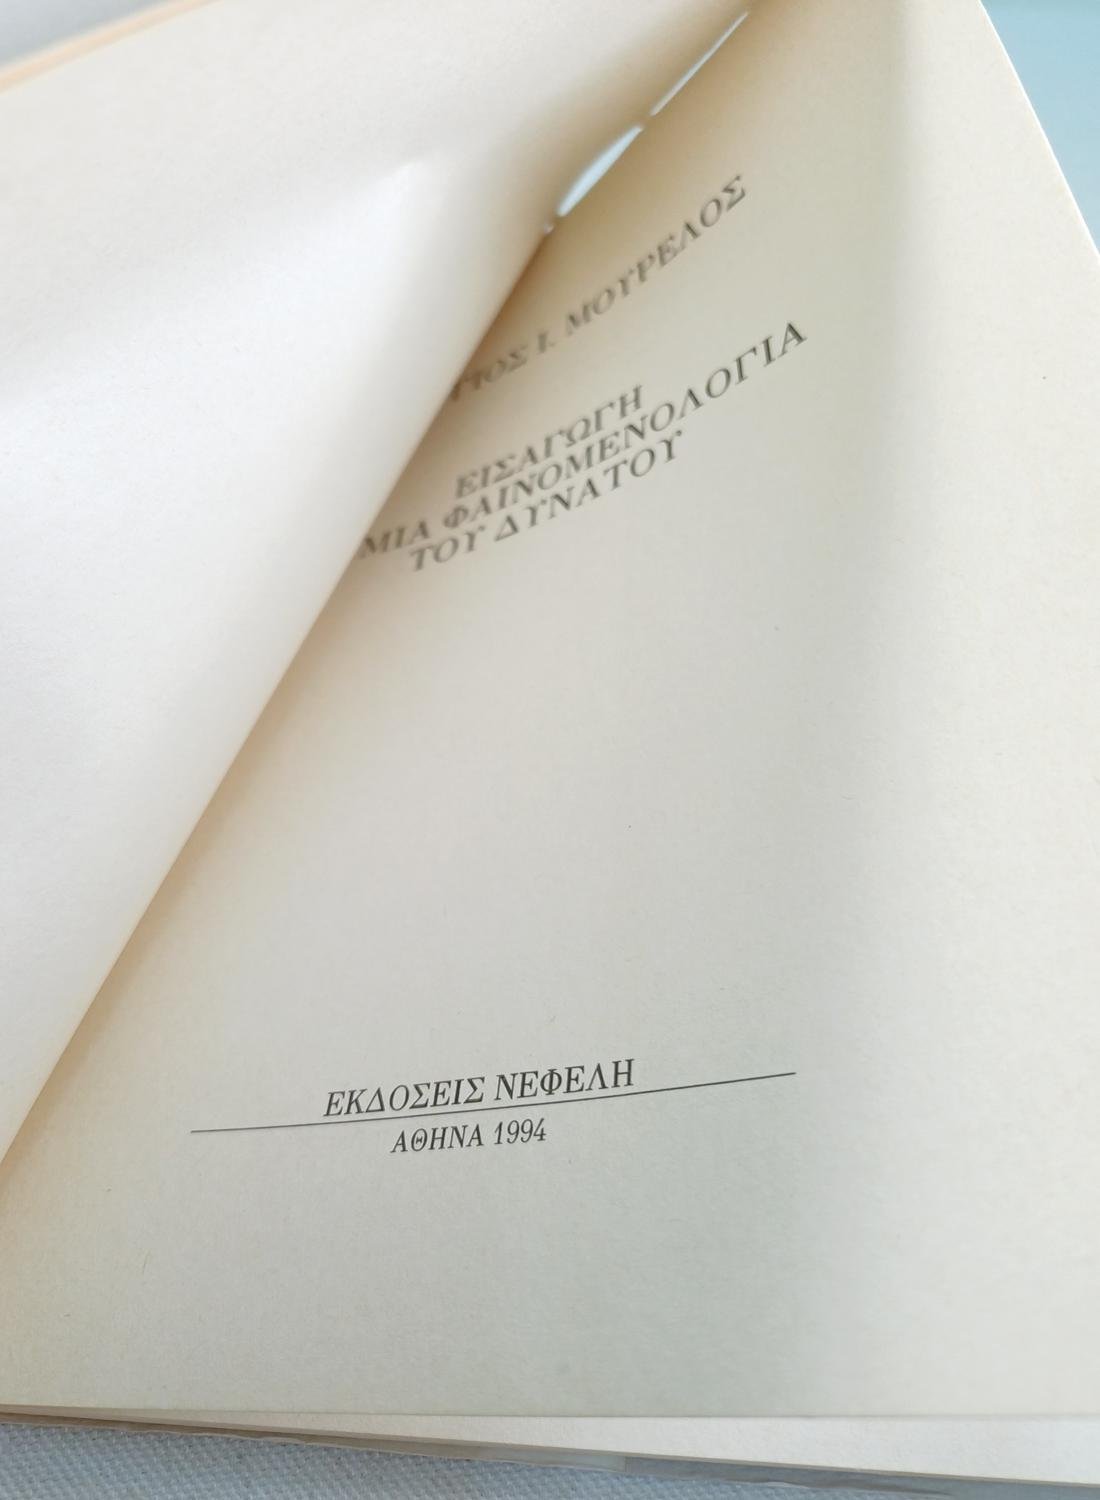 Ι. ΜΟΥΡΕΛΟΣ
ΕΙΣΑΓΩΓΗ
ΜΙΑ ΦΑΙΝΟΜΕΝΟΛΟΓΙΑ
ΤΟΥ ΔΥΝΑΤΟΥ
ΕΚΔΟΣΕΙΣ ΝΕΦΕΛΗ
ΑΘΗΝΑ 1994